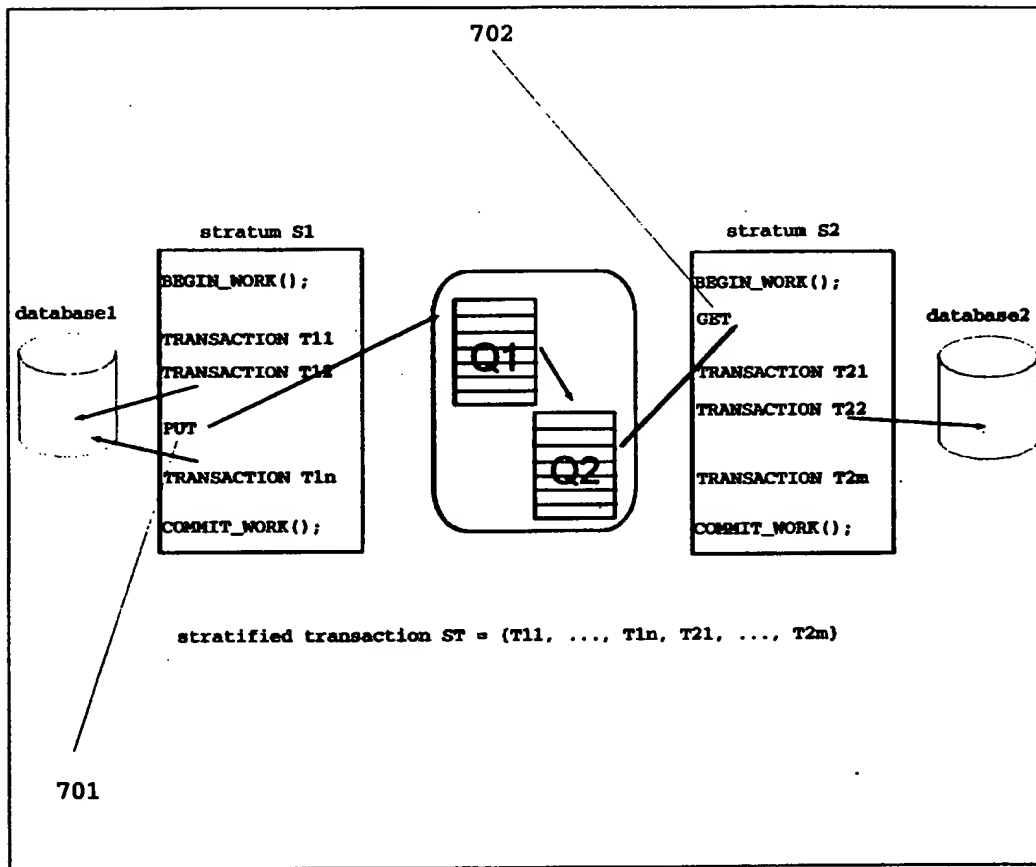 702
stratum S1
stratum S2
BEGIN_WORK();
BEGIN_WORK();
database1
GET
database2
TRANSACTION T11
Q1
TRANSACTION T12
TRANSACTION T21
TRANSACTION T22
PUT
Q2
TRANSACTION T1n
TRANSACTION T2m
COMMIT_WORK();
COMMIT_WORK();
stratified transaction ST = {T11, ..., T1n, T21, ..., T2m}
701